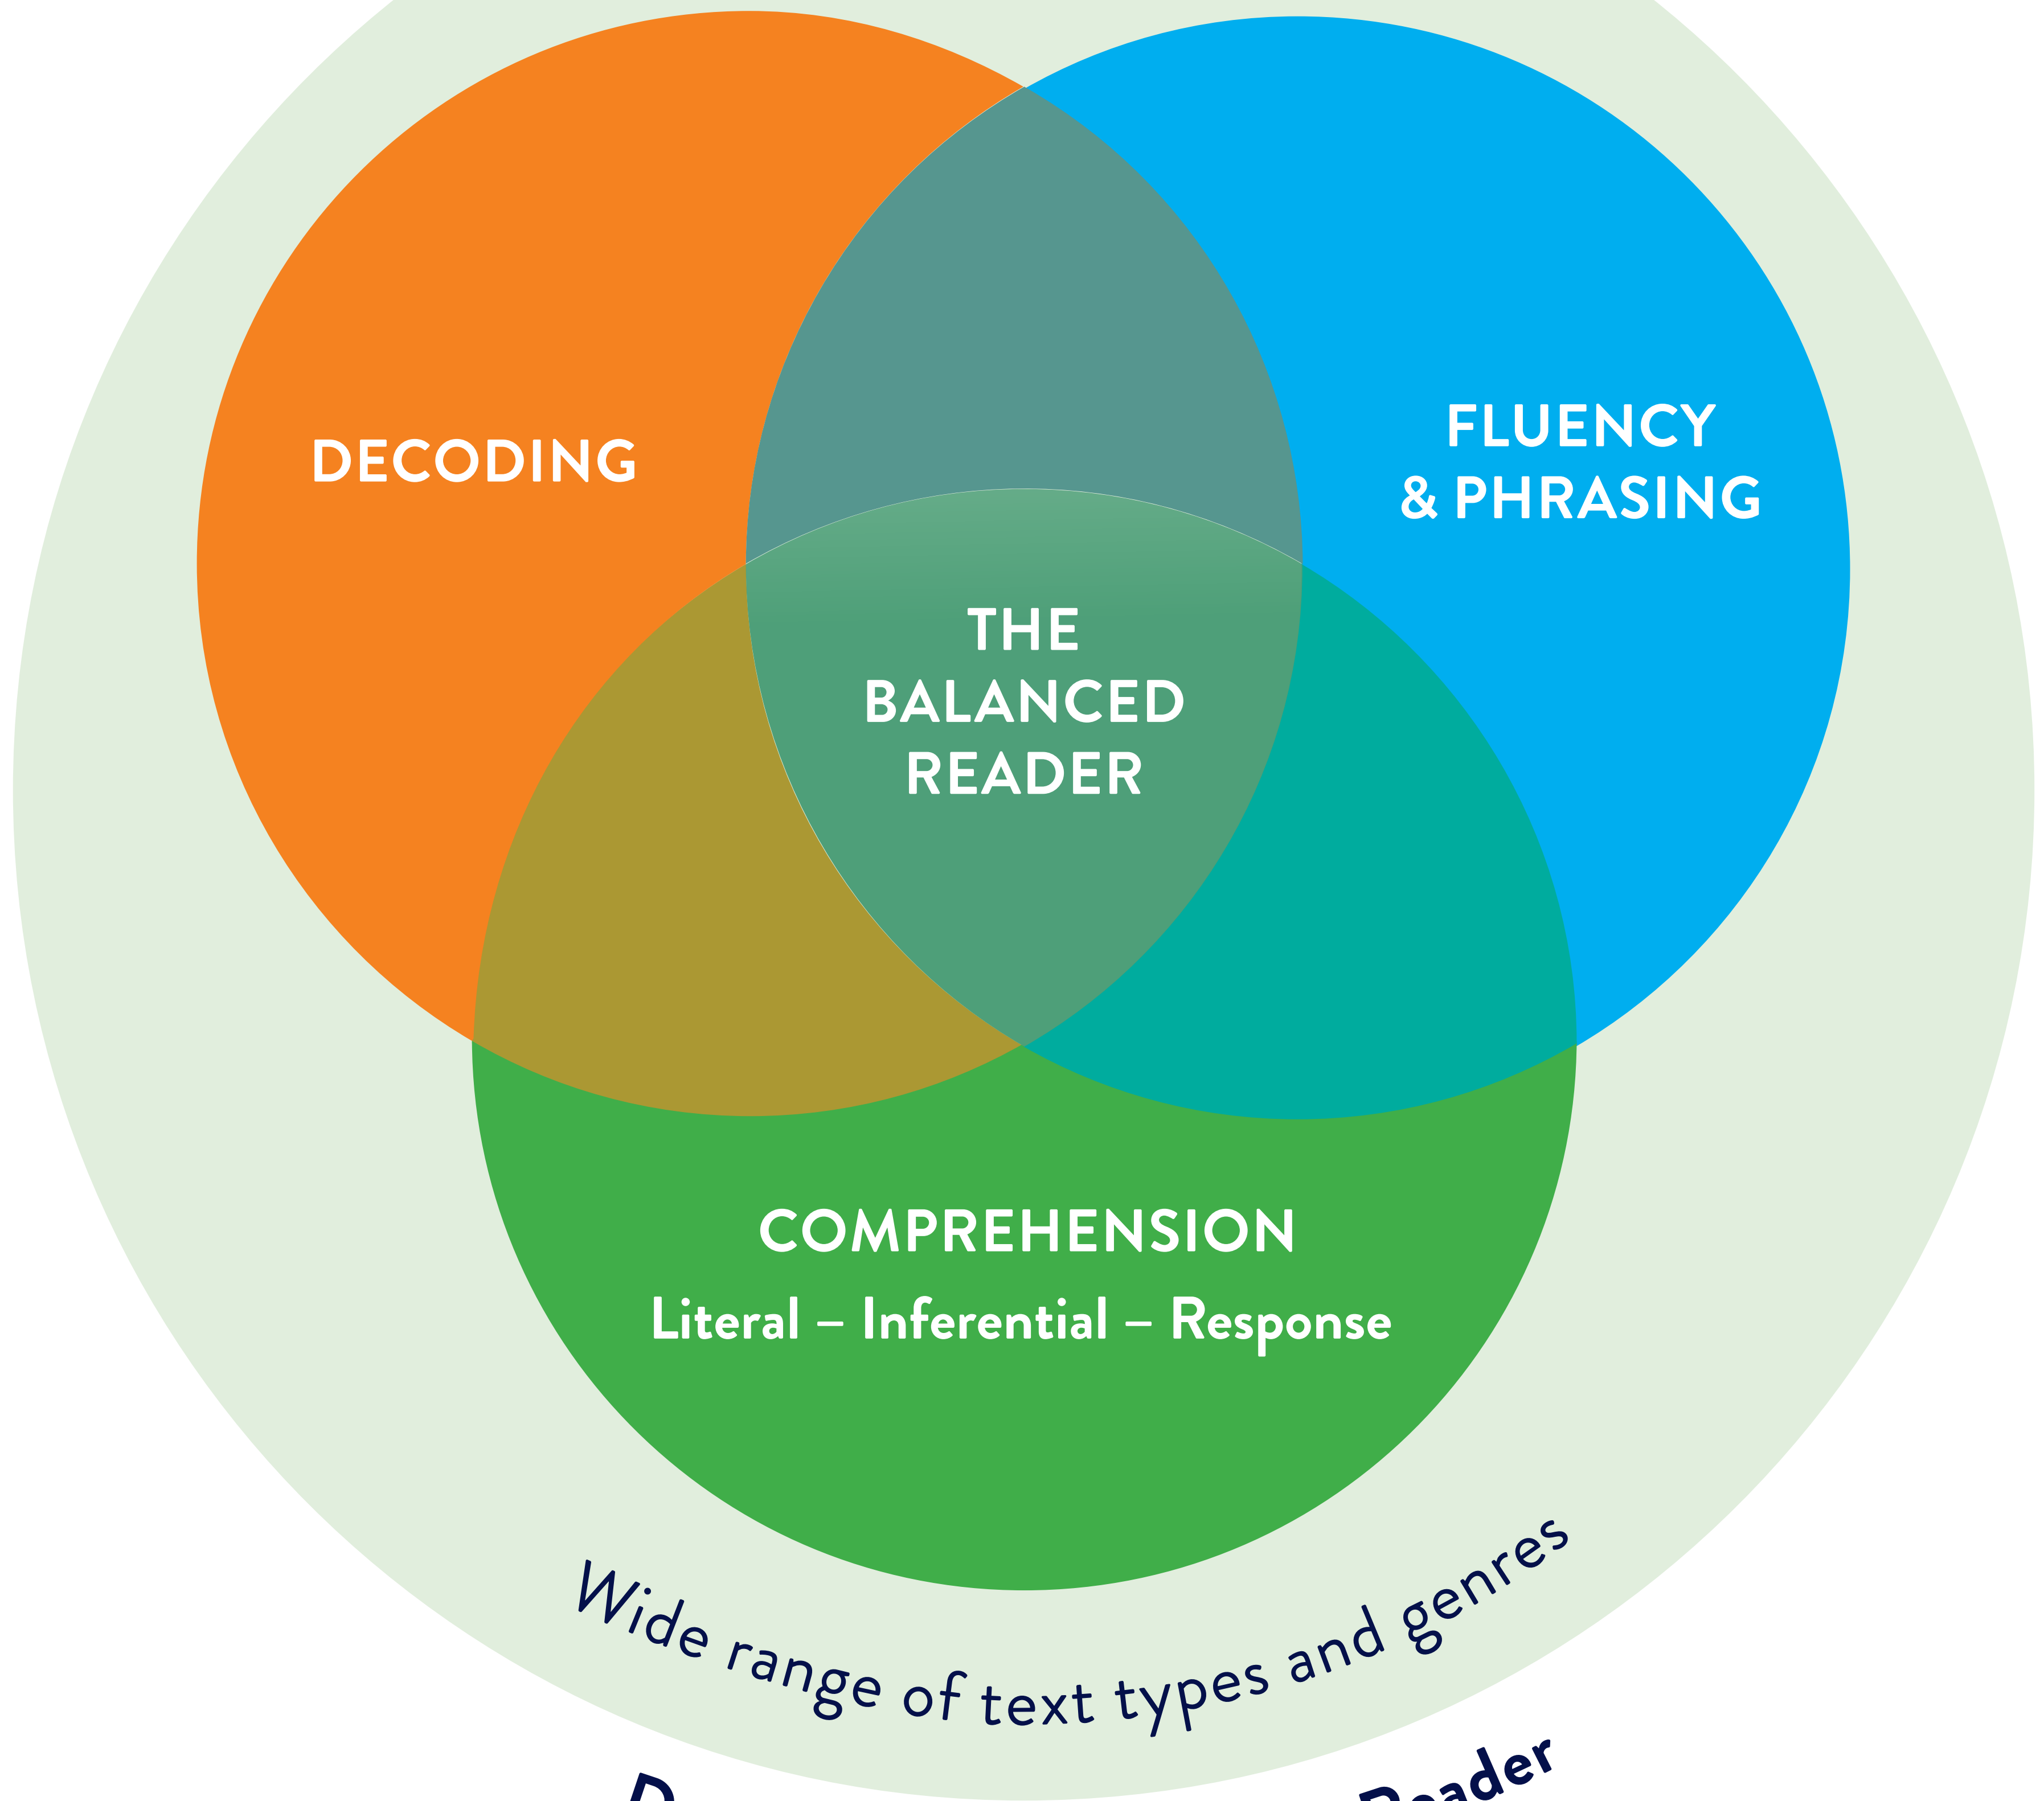 DECODING
FLUENCY
& PHRASING
THE
BALANCED
READER
COMPREHENSION
Literal – Inferential – Response
Wide range of text types and genres